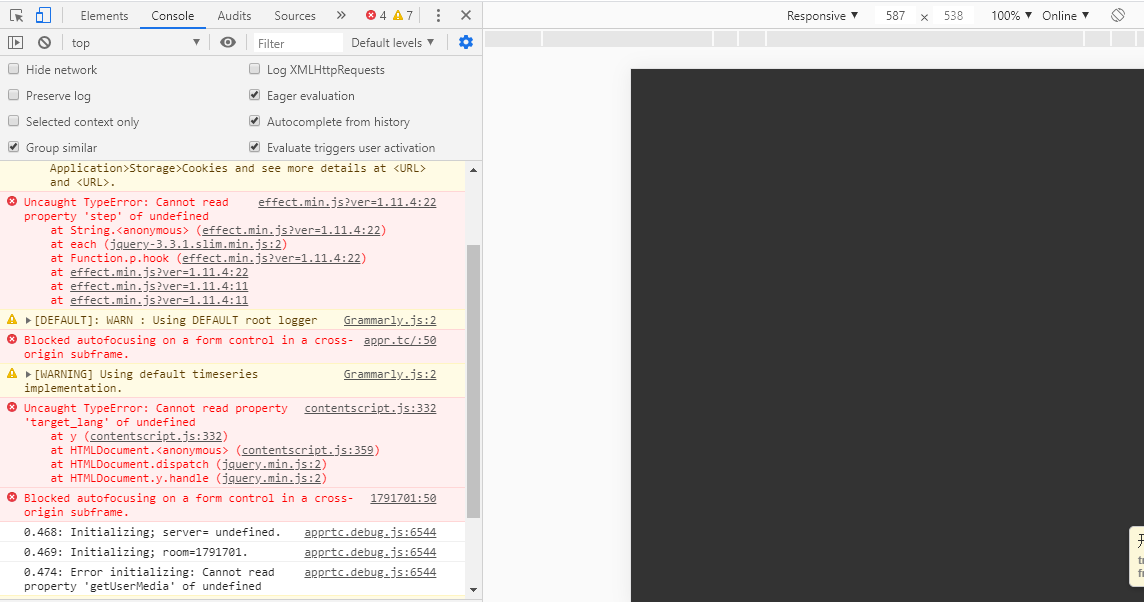 Elements Console Audits Sources » 4 7
Responsive ▼ 587 x 538 100% ▼ Online ▼
top ▼ Filter Default levels ▼
Hide network
Log XMLHttpRequests
Preserve log
Eager evaluation
Selected context only
Autocomplete from history
Group similar
Evaluate triggers user activation
Application>Storage>Cookies and see more details at <URL>
and <URL>.
Uncaught TypeError: Cannot read effect.min.js?ver=1.11.4:22
property 'step' of undefined
at String.<anonymous> (effect.min.js?ver=1.11.4:22)
at each (jquery-3.3.1.slim.min.js:2)
at Function.p.hook (effect.min.js?ver=1.11.4:22)
at effect.min.js?ver=1.11.4:22
at effect.min.js?ver=1.11.4:11
at effect.min.js?ver=1.11.4:11
▶[DEFAULT]: WARN : Using DEFAULT root logger Grammarly.js:2
Blocked autofocusing on a form control in a cross- appr.tc/:50
origin subframe.
▶[WARNING] Using default timeseries Grammarly.js:2
implementation.
Uncaught TypeError: Cannot read property contentscript.js:332
'target_lang' of undefined
at y (contentscript.js:332)
at HTMLDocument.<anonymous> (contentscript.js:359)
at HTMLDocument.dispatch (jquery.min.js:2)
at HTMLDocument.y.handle (jquery.min.js:2)
Blocked autofocusing on a form control in a cross- 1791701:50
origin subframe.
0.468: Initializing; server= undefined. apprtc.debug.js:6544
0.469: Initializing; room=1791701. apprtc.debug.js:6544
0.474: Error initializing: Cannot read apprtc.debug.js:6544
property 'getUserMedia' of undefined